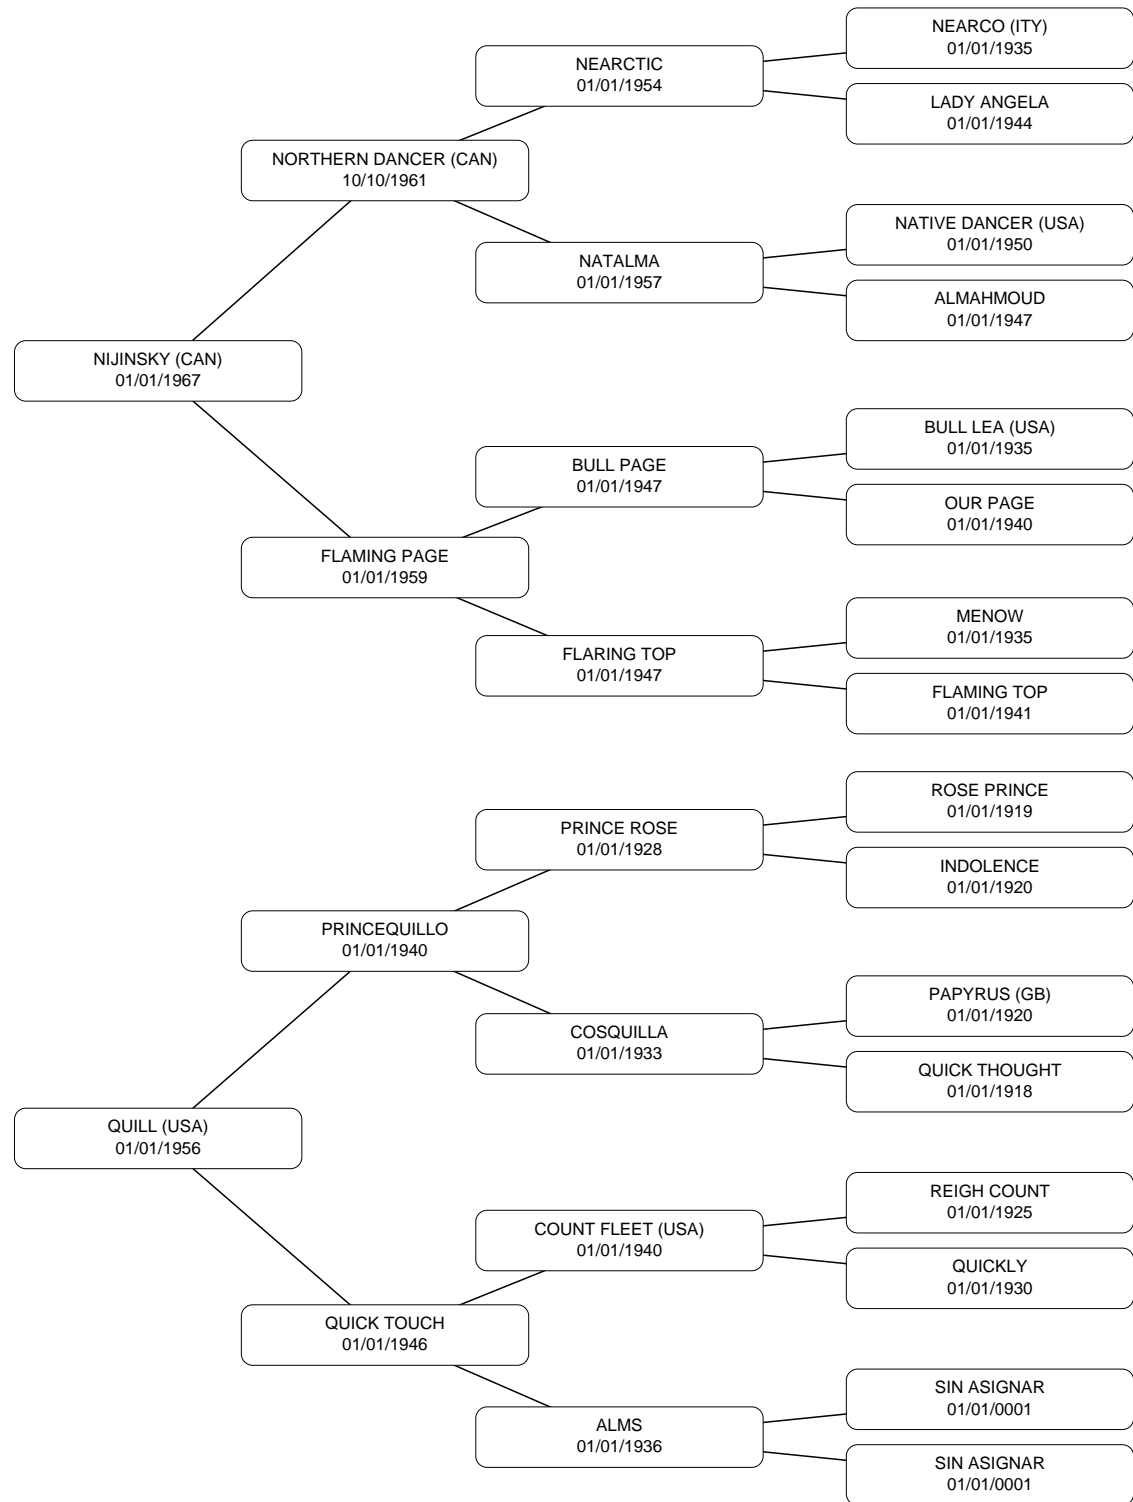 NEARCO (ITY)
01/01/1935
NEARCTIC
01/01/1954
LADY ANGELA
01/01/1944
NORTHERN DANCER (CAN)
10/10/1961
NATIVE DANCER (USA)
01/01/1950
NATALMA
01/01/1957
ALMAHMOUD
01/01/1947
NIJINSKY (CAN)
01/01/1967
BULL LEA (USA)
01/01/1935
BULL PAGE
01/01/1947
OUR PAGE
01/01/1940
FLAMING PAGE
01/01/1959
MENOW
01/01/1935
FLARING TOP
01/01/1947
FLAMING TOP
01/01/1941
ROSE PRINCE
01/01/1919
PRINCE ROSE
01/01/1928
INDOLENCE
01/01/1920
PRINCEQUILLO
01/01/1940
PAPYRUS (GB)
01/01/1920
COSQUILLA
01/01/1933
QUICK THOUGHT
01/01/1918
QUILL (USA)
01/01/1956
REIGH COUNT
01/01/1925
COUNT FLEET (USA)
01/01/1940
QUICKLY
01/01/1930
QUICK TOUCH
01/01/1946
SIN ASIGNAR
01/01/0001
ALMS
01/01/1936
SIN ASIGNAR
01/01/0001